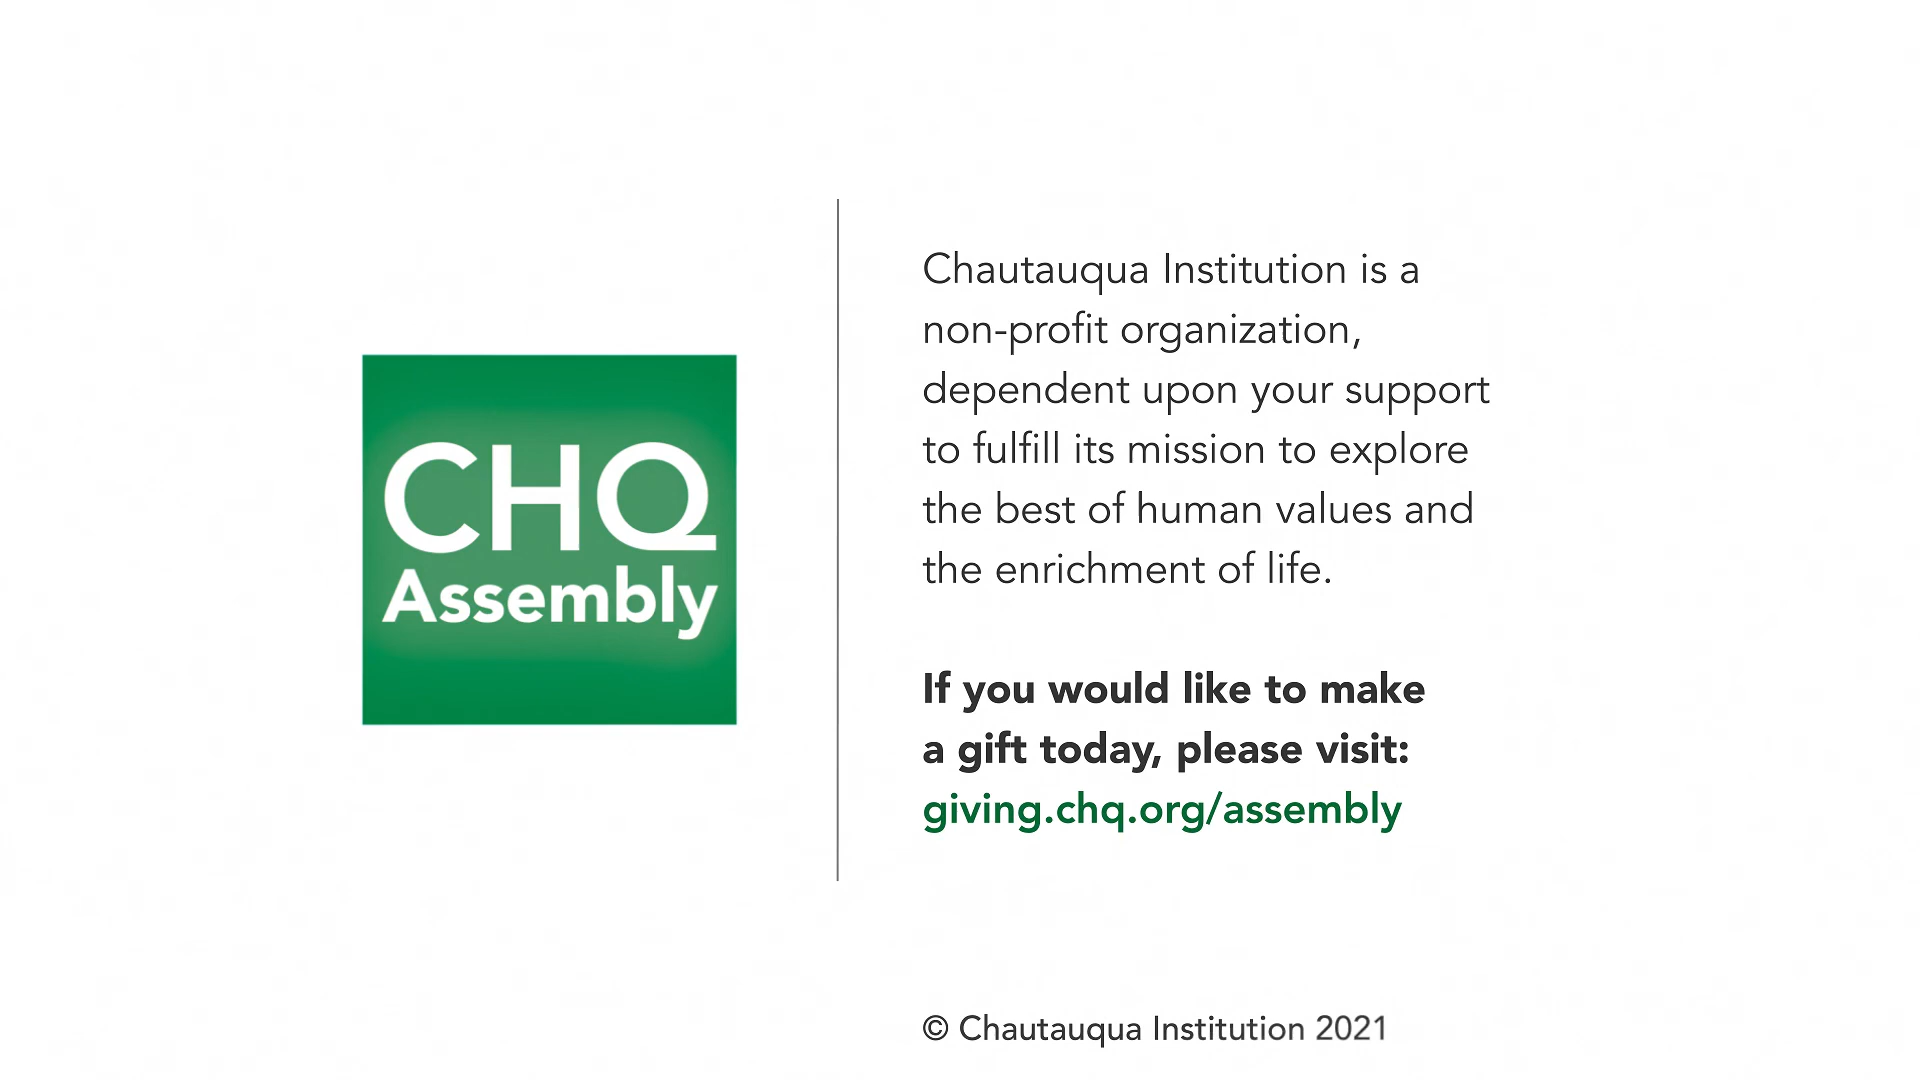 CHQ
Assembly
Chautauqua Institution is a
non-profit organization,
dependent upon your support
to fulfill its mission to explore
the best of human values and
the enrichment of life.
If you would like to make
a gift today, please visit:
giving.chq.org/assembly
© Chautauqua Institution 2021